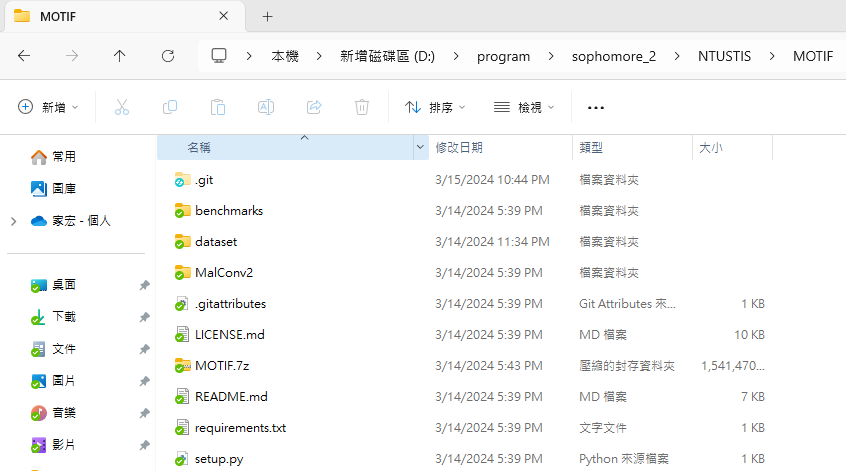 MOTIF
本機 新增磁碟區 (D:) program sophomore_2 NTUSTIS MOTIF
新增 排序 檢視
名稱 修改日期 類型 大小
常用
圖庫
家宏 - 個人
桌面
下載
文件
圖片
音樂
影片
.git 3/15/2024 10:44 PM 檔案資料夾
benchmarks 3/14/2024 5:39 PM 檔案資料夾
dataset 3/14/2024 11:34 PM 檔案資料夾
MalConv2 3/14/2024 5:39 PM 檔案資料夾
.gitattributes 3/14/2024 5:39 PM Git Attributes 來... 1 KB
LICENSE.md 3/14/2024 5:39 PM MD 檔案 10 KB
MOTIF.7z 3/14/2024 5:43 PM 壓縮的封存資料夾 1,541,470...
README.md 3/14/2024 5:39 PM MD 檔案 7 KB
requirements.txt 3/14/2024 5:39 PM 文字文件 1 KB
setup.py 3/14/2024 5:39 PM Python 來源檔案 1 KB